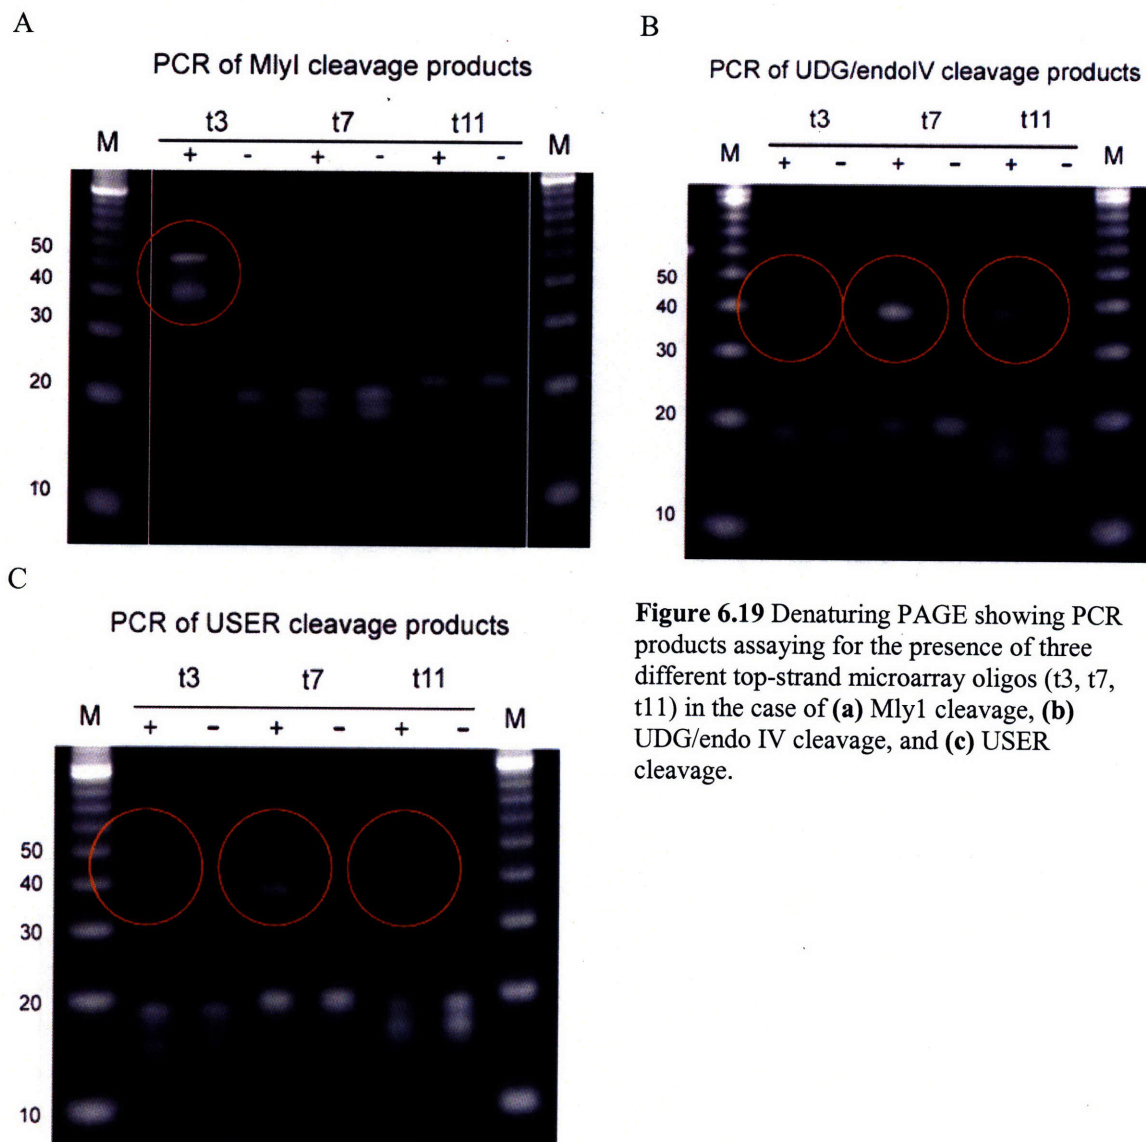 A
PCR of MlyI cleavage products
t3 t7 t11
M + - + - + - M
50
40
30
20
10
B
PCR of UDG/endoIV cleavage products
t3 t7 t11
M + - + - + - M
50
40
30
20
10
C
PCR of USER cleavage products
t3 t7 t11
M + - + - + - M
50
40
30
20
10
Figure 6.19 Denaturing PAGE showing PCR
products assaying for the presence of three
different top-strand microarray oligos (t3, t7,
t11) in the case of (a) Mly1 cleavage, (b)
UDG/endo IV cleavage, and (c) USER
cleavage.